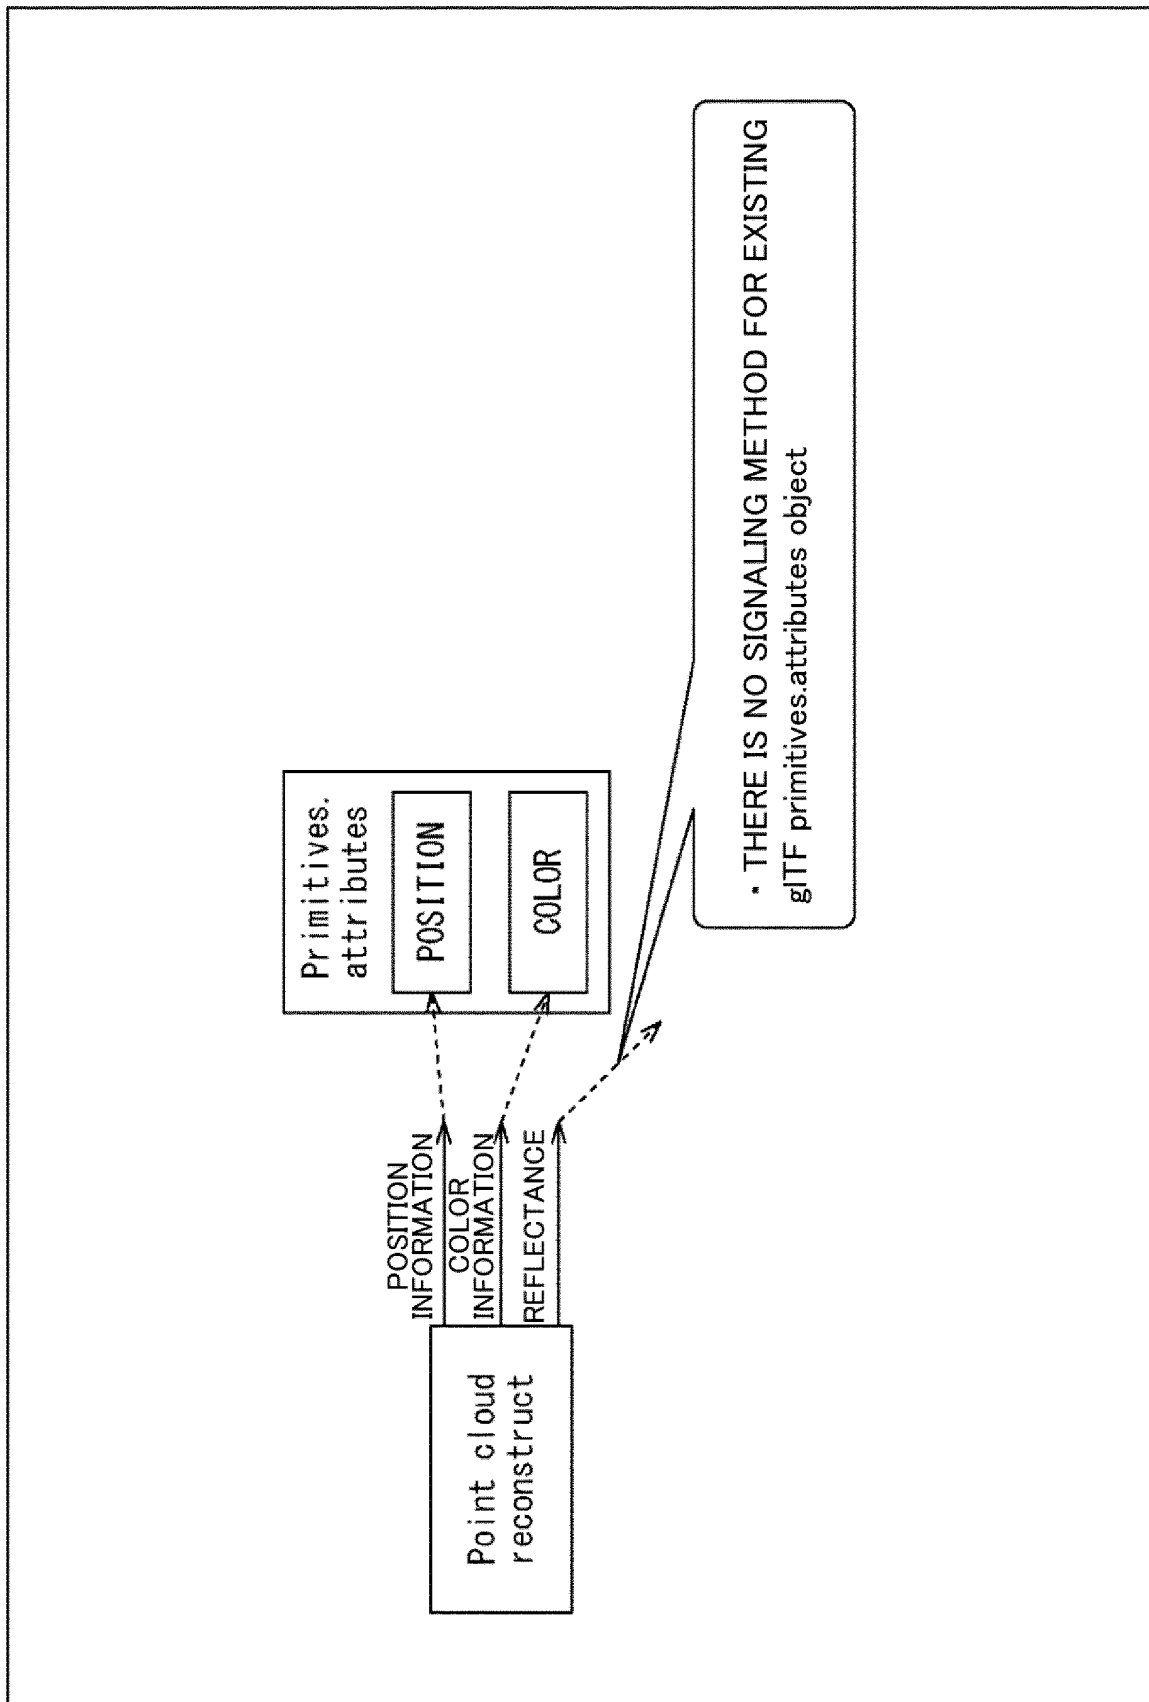 Point cloud
reconstruct
POSITION
INFORMATION
COLOR
INFORMATION
REFLECTANCE
Primitives.
attributes
POSITION
COLOR
* THERE IS NO SIGNALING METHOD FOR EXISTING
glTF primitives.attributes object